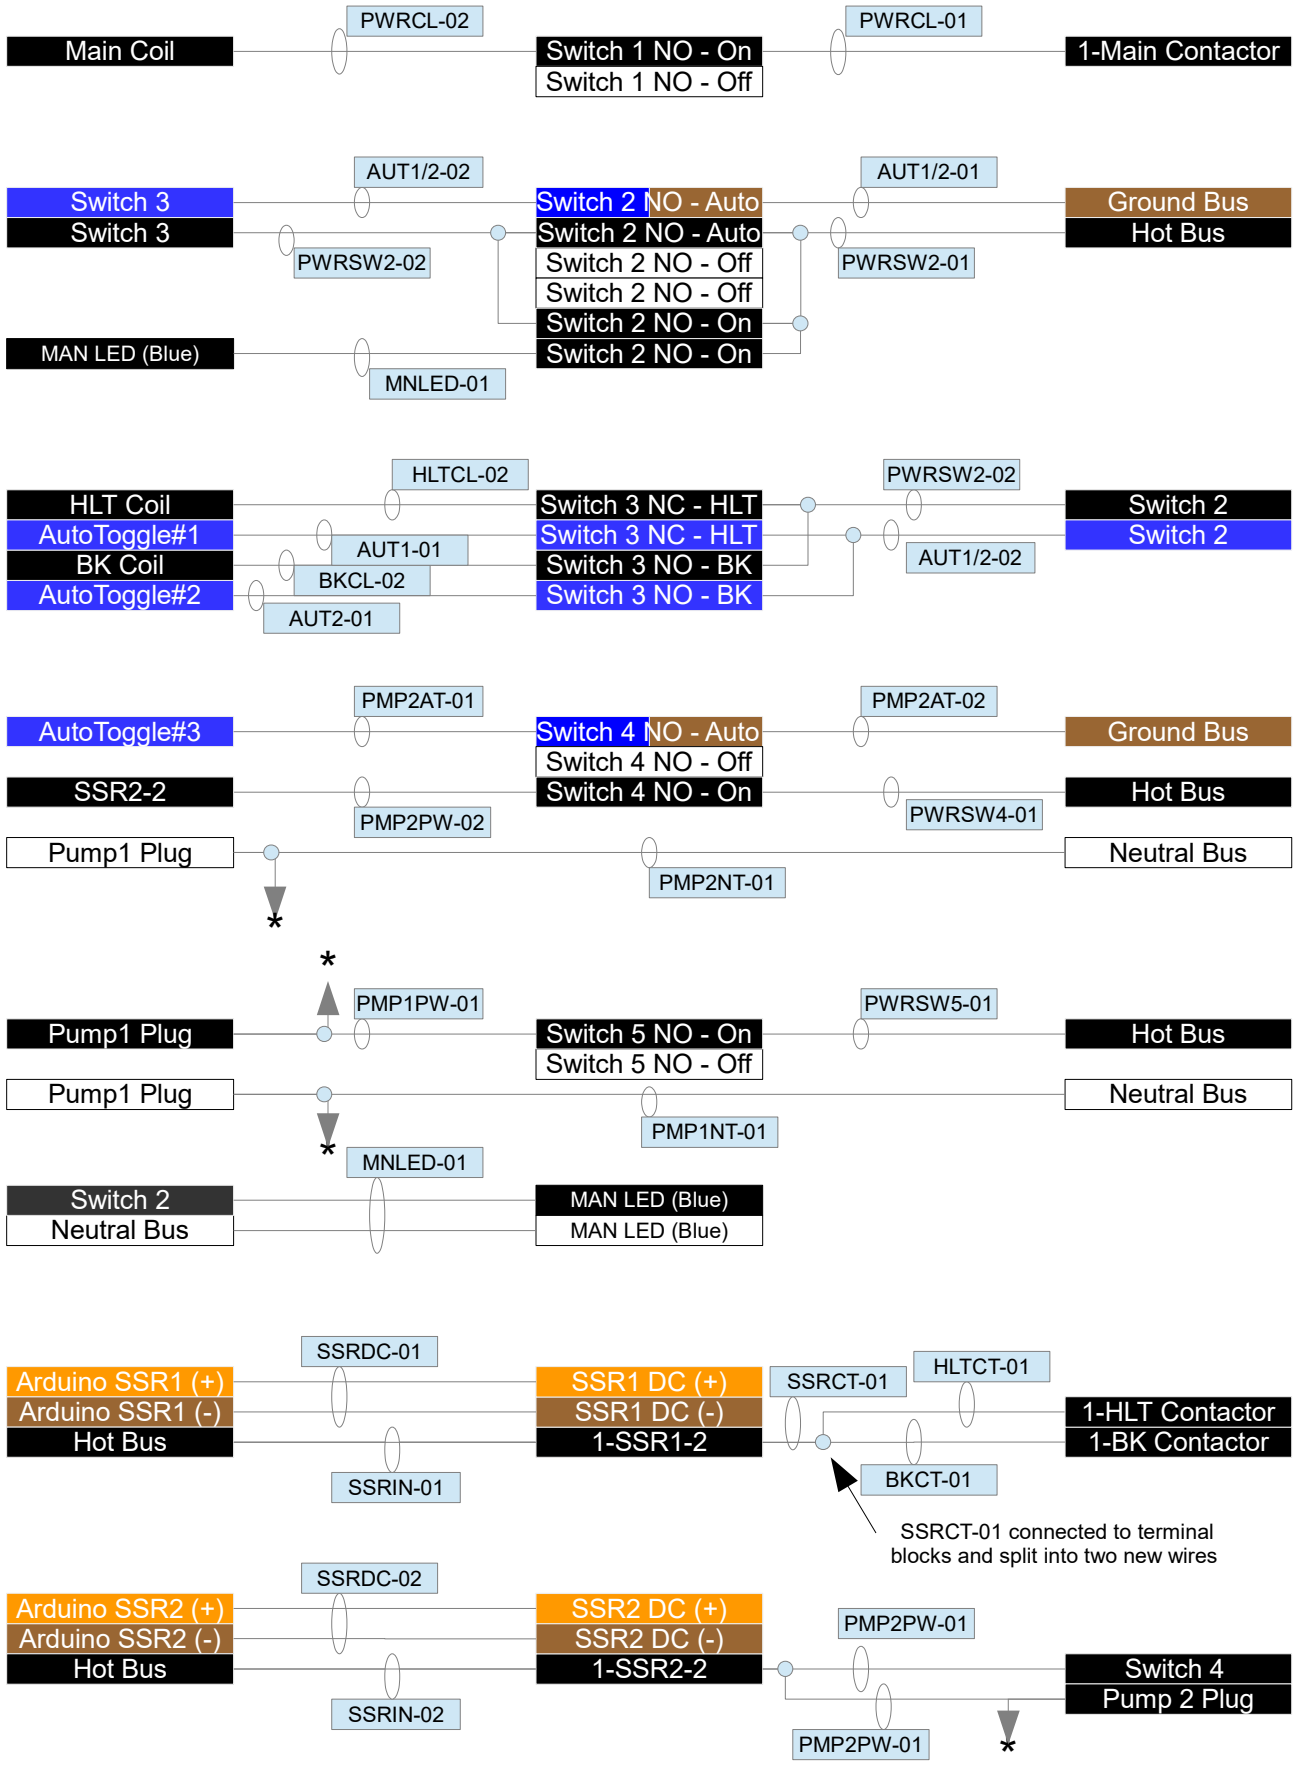 PWRCL-02
PWRCL-01
Main Coil
Switch 1 NO - On
1-Main Contactor
Switch 1 NO - Off
AUT1/2-02
AUT1/2-01
Switch 3
Switch 2 NO - Auto
Ground Bus
Switch 3
Switch 2 NO - Auto
Hot Bus
PWRSW2-02
Switch 2 NO - Off
PWRSW2-01
Switch 2 NO - Off
Switch 2 NO - On
MAN LED (Blue)
Switch 2 NO - On
MNLED-01
HLTCL-02
PWRSW2-02
HLT Coil
Switch 3 NC - HLT
Switch 2
AutoToggle#1
Switch 3 NC - HLT
Switch 2
AUT1-01
AUT1/2-02
BK Coil
Switch 3 NO - BK
BKCL-02
AutoToggle#2
Switch 3 NO - BK
AUT2-01
PMP2AT-01
PMP2AT-02
AutoToggle#3
Switch 4 NO - Auto
Ground Bus
Switch 4 NO - Off
SSR2-2
Switch 4 NO - On
Hot Bus
PMP2PW-02
PWRSW4-01
Pump1 Plug
Neutral Bus
PMP2NT-01
*
*
PMP1PW-01
PWRSW5-01
Pump1 Plug
Switch 5 NO - On
Hot Bus
Switch 5 NO - Off
Pump1 Plug
Neutral Bus
PMP1NT-01
*
MNLED-01
Switch 2
MAN LED (Blue)
Neutral Bus
MAN LED (Blue)
SSRDC-01
HLTCT-01
SSRCT-01
Arduino SSR1 (+)
SSR1 DC (+)
Arduino SSR1 (-)
SSR1 DC (-)
1-HLT Contactor
Hot Bus
1-SSR1-2
1-BK Contactor
SSRIN-01
BKCT-01
SSRCT-01 connected to terminal
blocks and split into two new wires
SSRDC-02
Arduino SSR2 (+)
SSR2 DC (+)
PMP2PW-01
Arduino SSR2 (-)
SSR2 DC (-)
Hot Bus
1-SSR2-2
Switch 4
Pump 2 Plug
SSRIN-02
PMP2PW-01
*